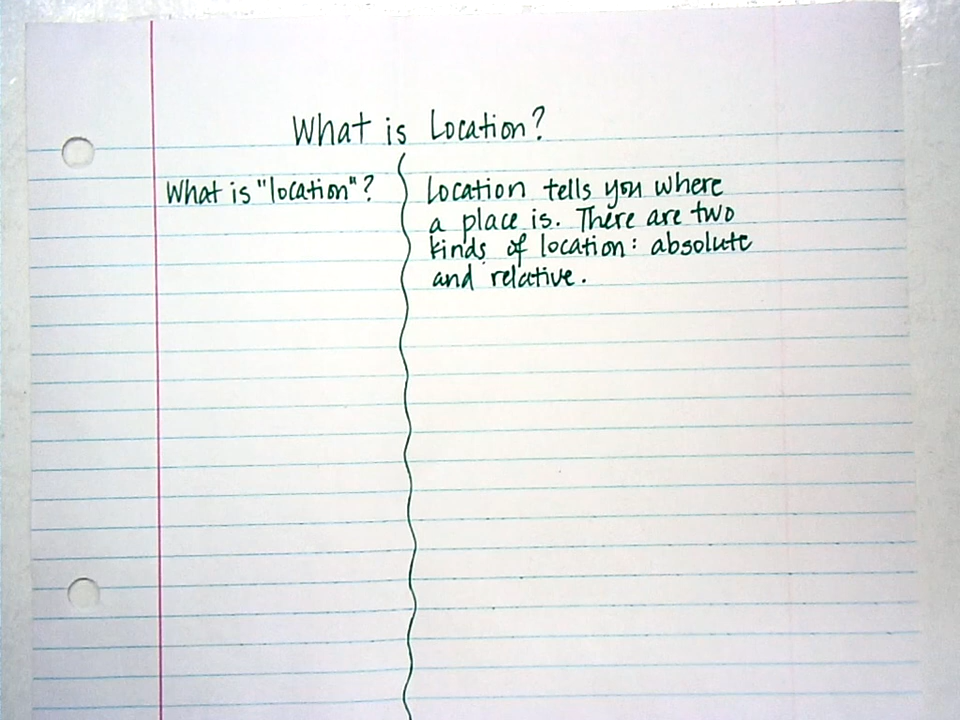 What is Location?
What is "location"?
Location tells you where
a place is. There are two
kinds of location: absolute
and relative.